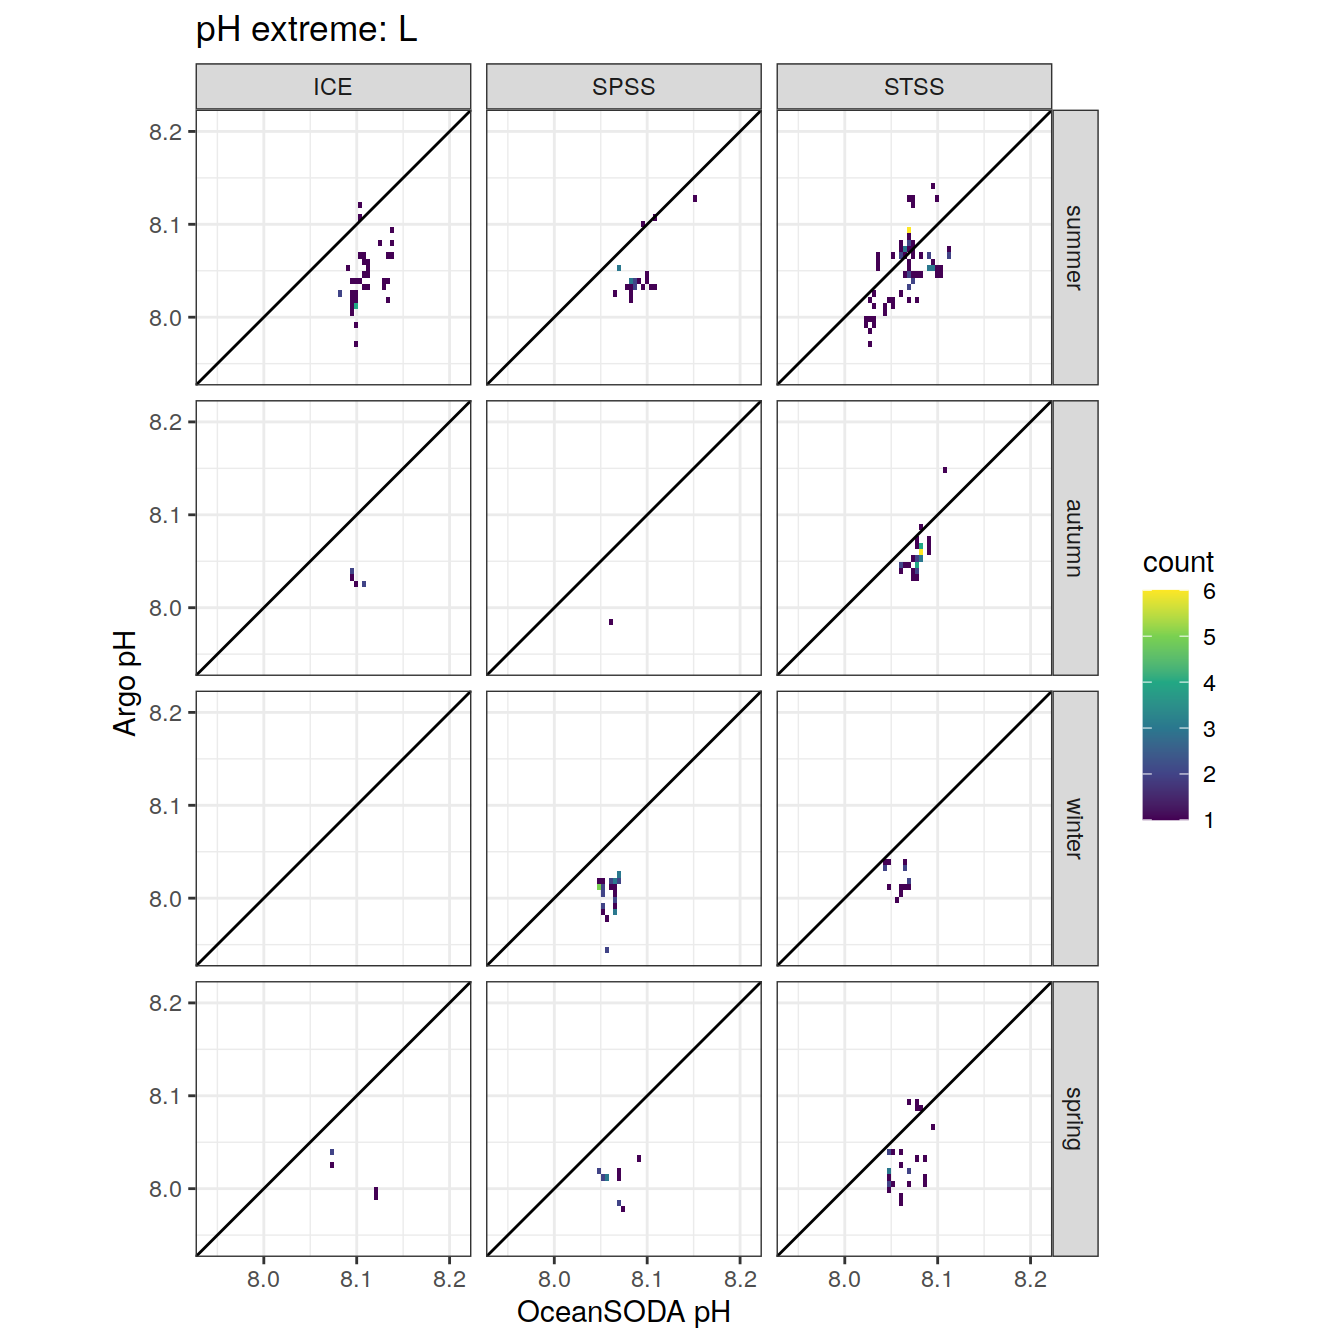 pH extreme: L
ICE SPSS STSS
8.2
8.1
8.0
summer
8.2
8.1
8.0
autumn
8.2
8.1
8.0
winter
8.2
8.1
8.0
spring
8.0 8.1 8.2 8.0 8.1 8.2 8.0 8.1 8.2
OceanSODA pH
Argo pH
count
6
5
4
3
2
1